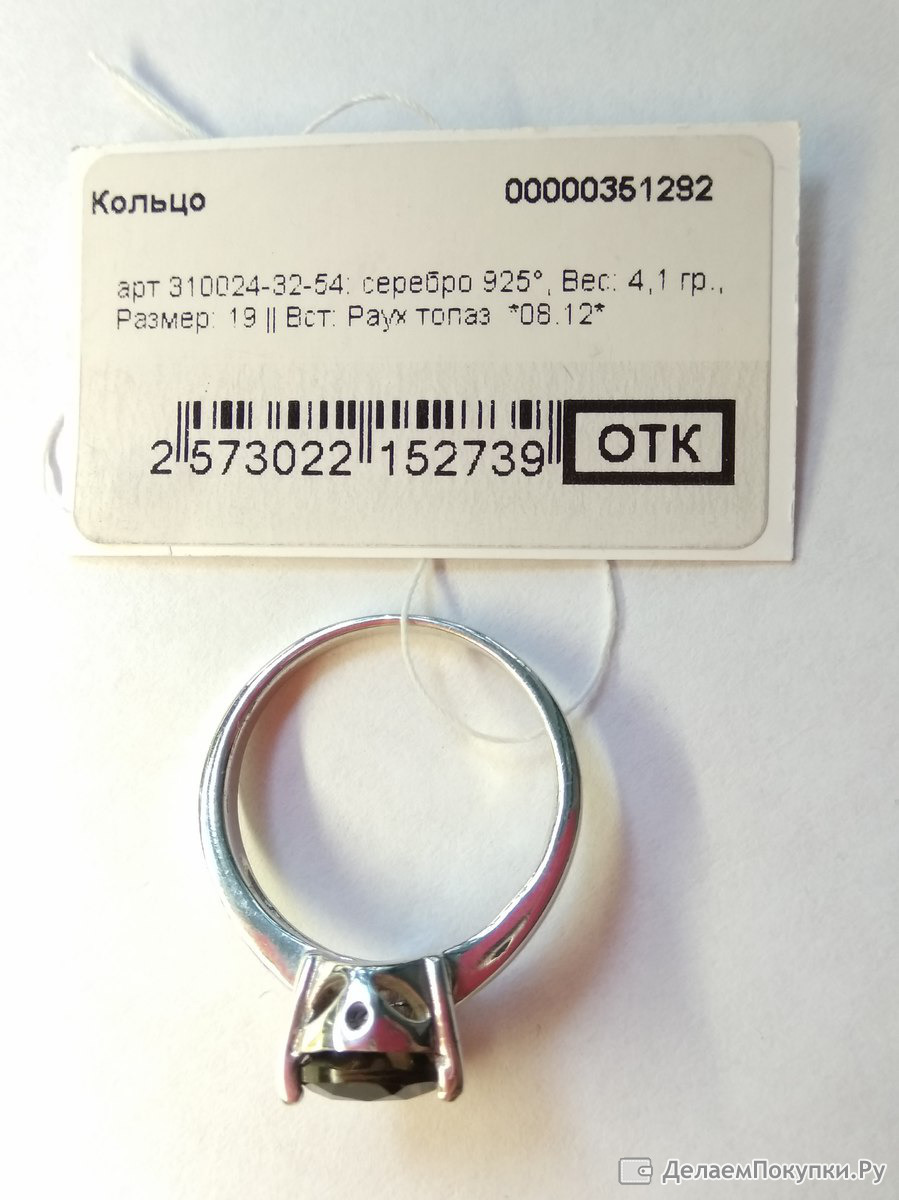 Кольцо 00000351292
арт 310024-32-54: серебро 925°, Вес: 4,1 гр.,
Размер: 19 || Вст: Раух топаз *08.12*
2 573022 152739 ОТК
ДелаемПокупки.Ру